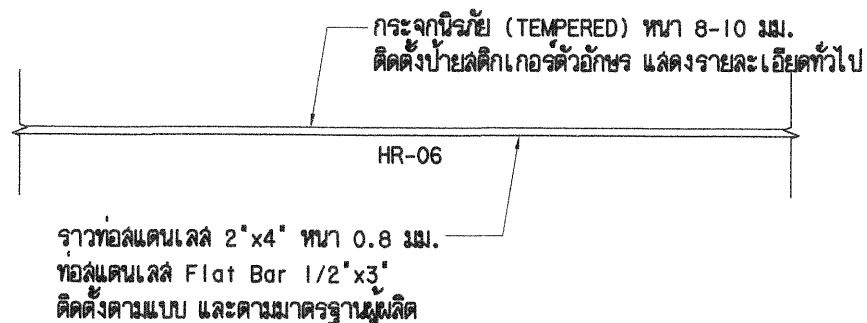 กระจกนิรภัย (TEMPERED) หนา 8-10 มม.
ติดตั้งป้ายสติกเกอร์ตัวอักษร แสดงรายละเอียดทั่วไป
HR-06
ราวท่อสแตนเลส 2"x4" หนา 0.8 มม.
ท่อสแตนเลส Flat Bar 1/2"x3"
ติดตั้งตามแบบ และตามมาตรฐานผู้ผลิต